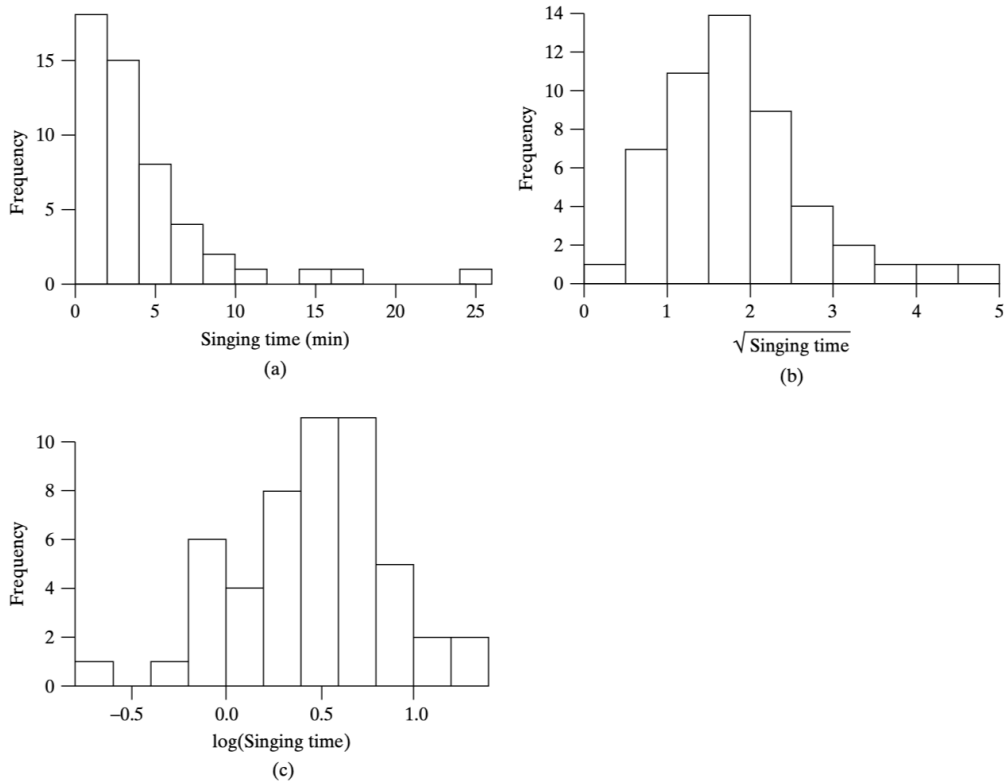 15
10
5
0
Frequency
0 5 10 15 20 25
Singing time (min)
(a)
14
12
10
8
6
4
2
0
Frequency
0 1 2 3 4 5
√Singing time
(b)
10
8
6
4
2
0
Frequency
−0.5 0.0 0.5 1.0
log(Singing time)
(c)